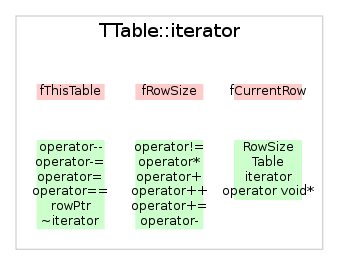 TTable::iterator
fThisTable
fRowSize
fCurrentRow
operator--
operator-=
operator=
operator==
rowPtr
~iterator
operator!=
operator*
operator+
operator++
operator+=
operator-
RowSize
Table
iterator
operator void*